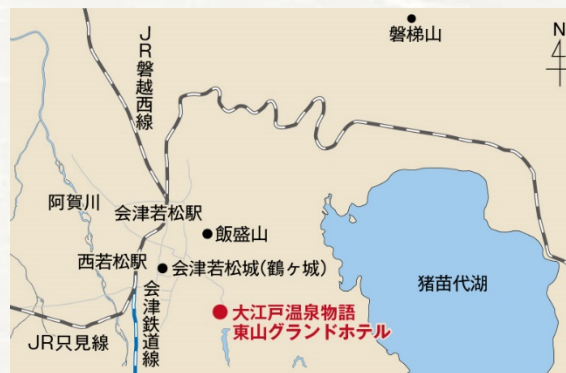 磐梯山
N
JR磐越西線
阿賀川
会津若松駅
飯盛山
西若松駅
会津若松城(鶴ヶ城)
猪苗代湖
大江戸温泉物語
東山グランドホテル
会津鉄道線
JR只見線